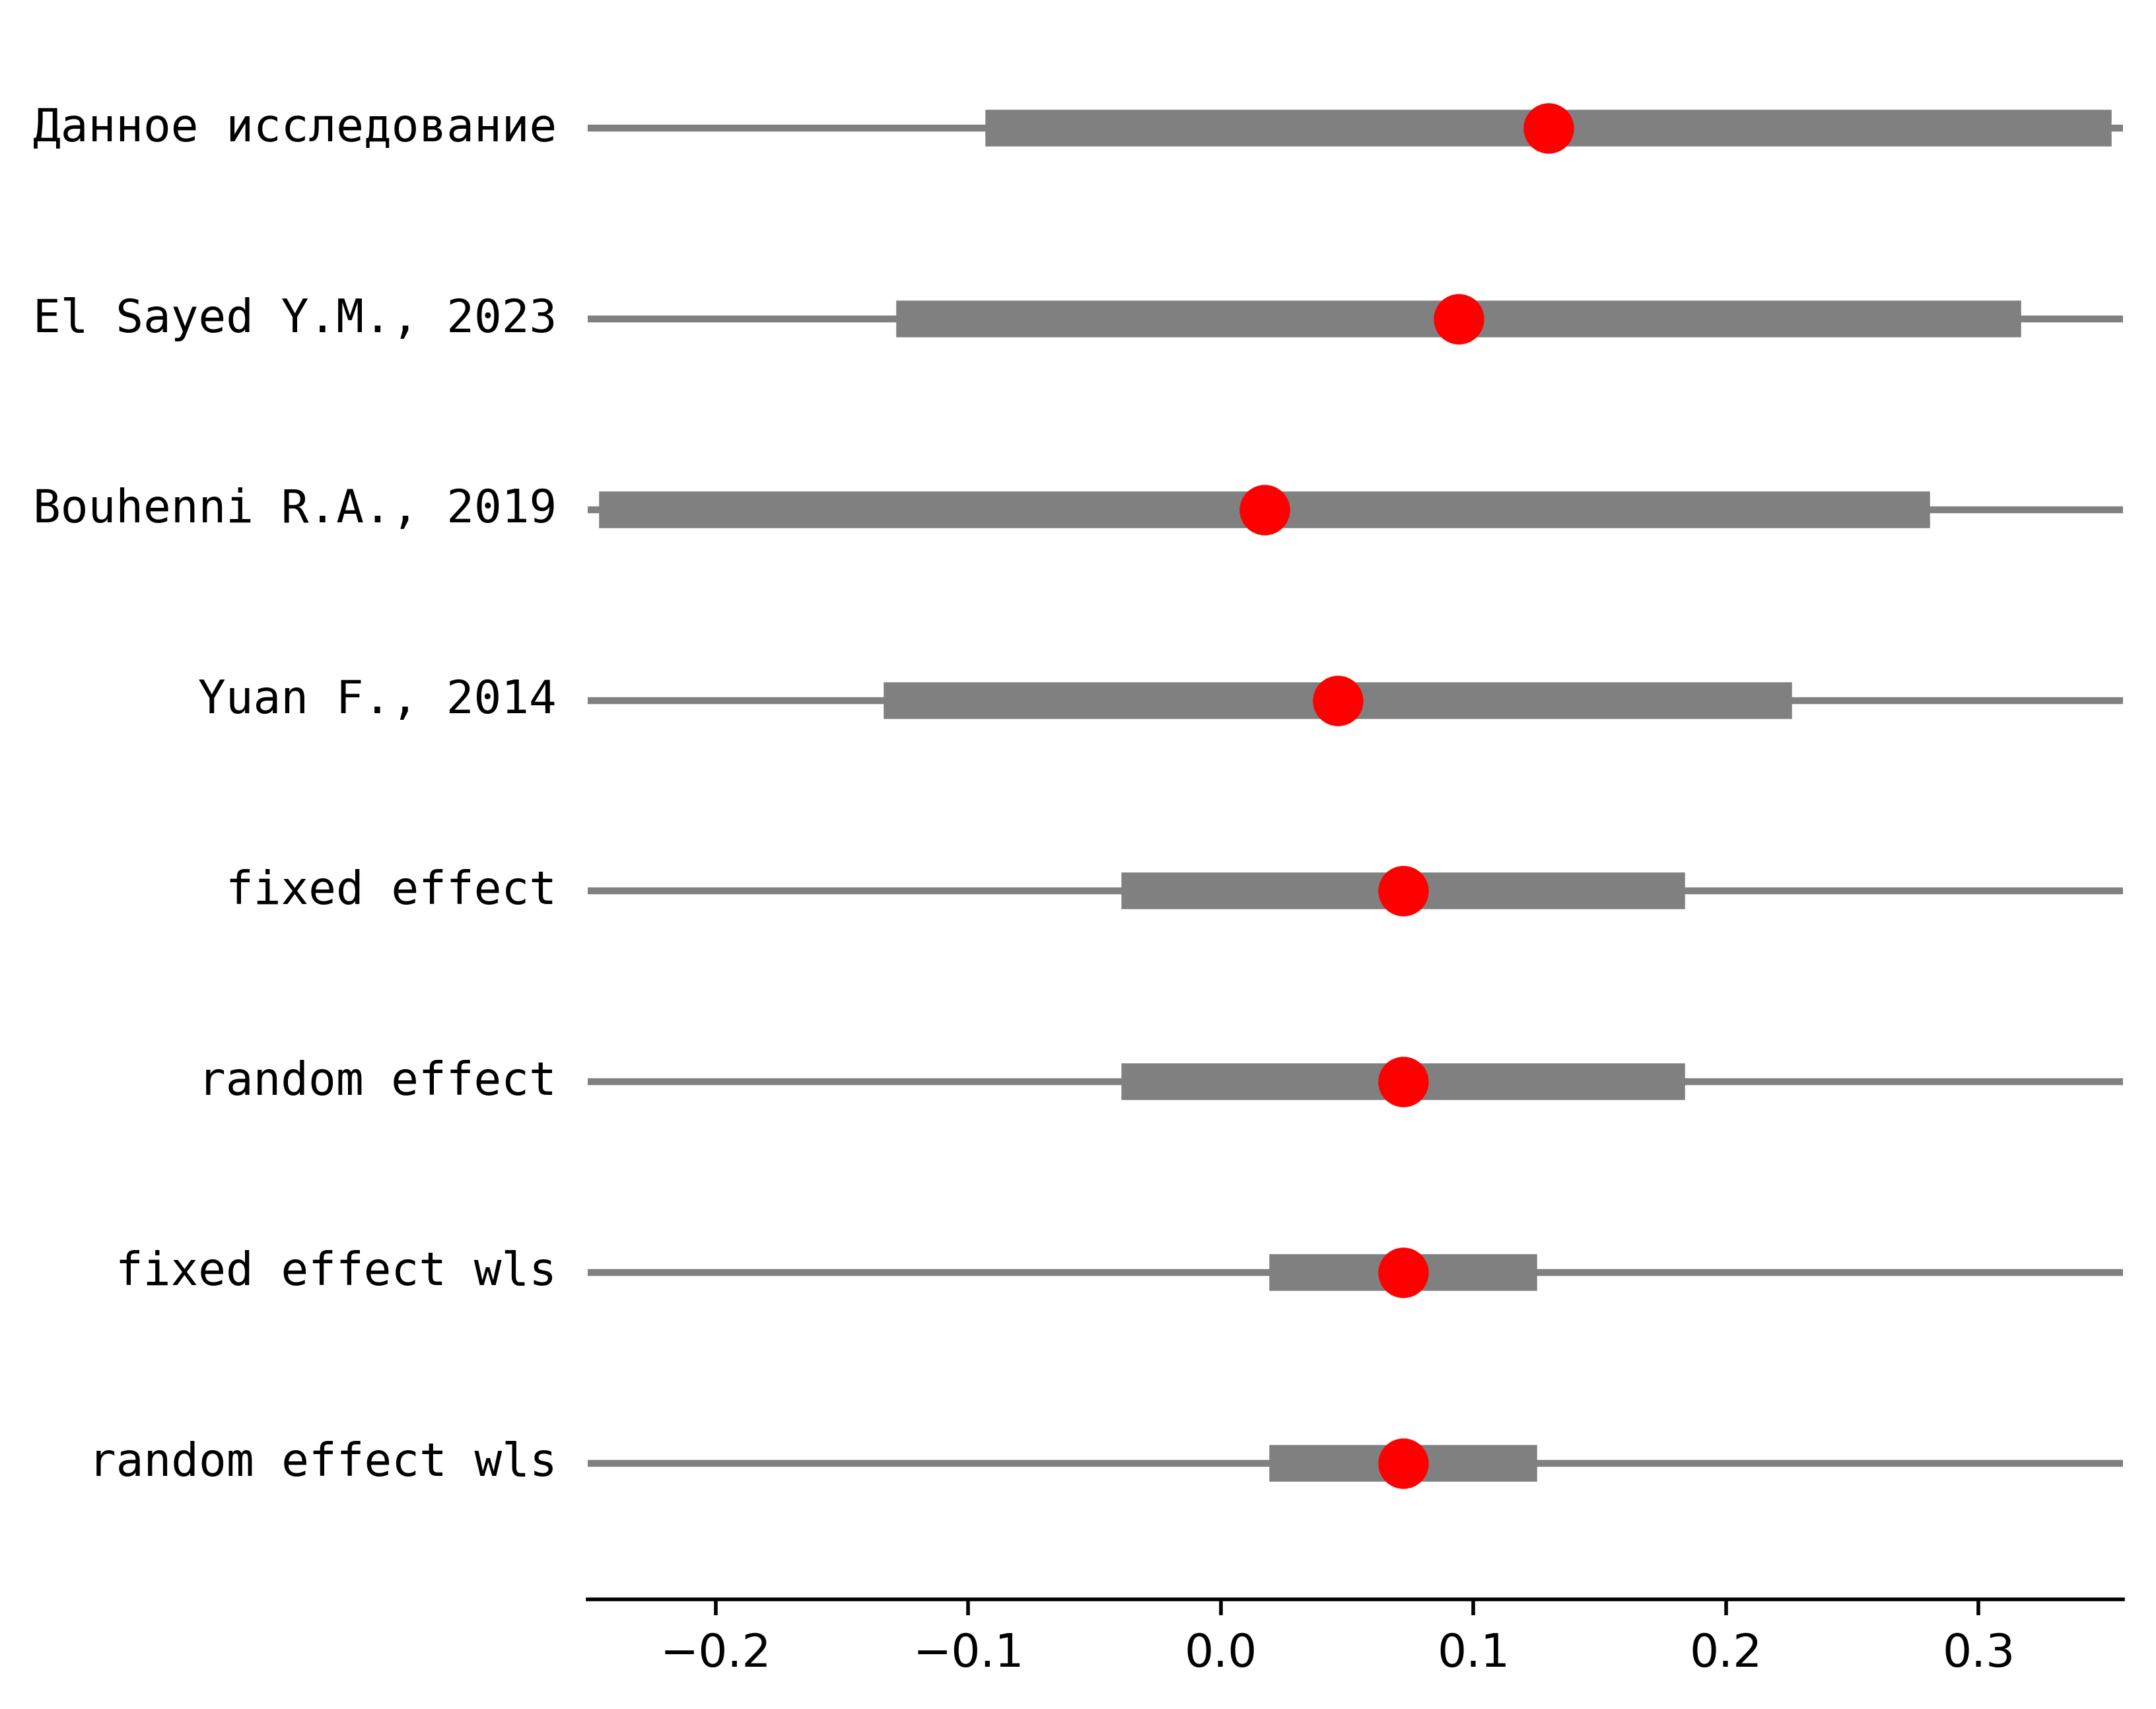 Данное исследование
El Sayed Y.M., 2023
Bouhenni R.A., 2019
Yuan F., 2014
fixed effect
random effect
fixed effect wls
random effect wls
−0.2 −0.1 0.0 0.1 0.2 0.3